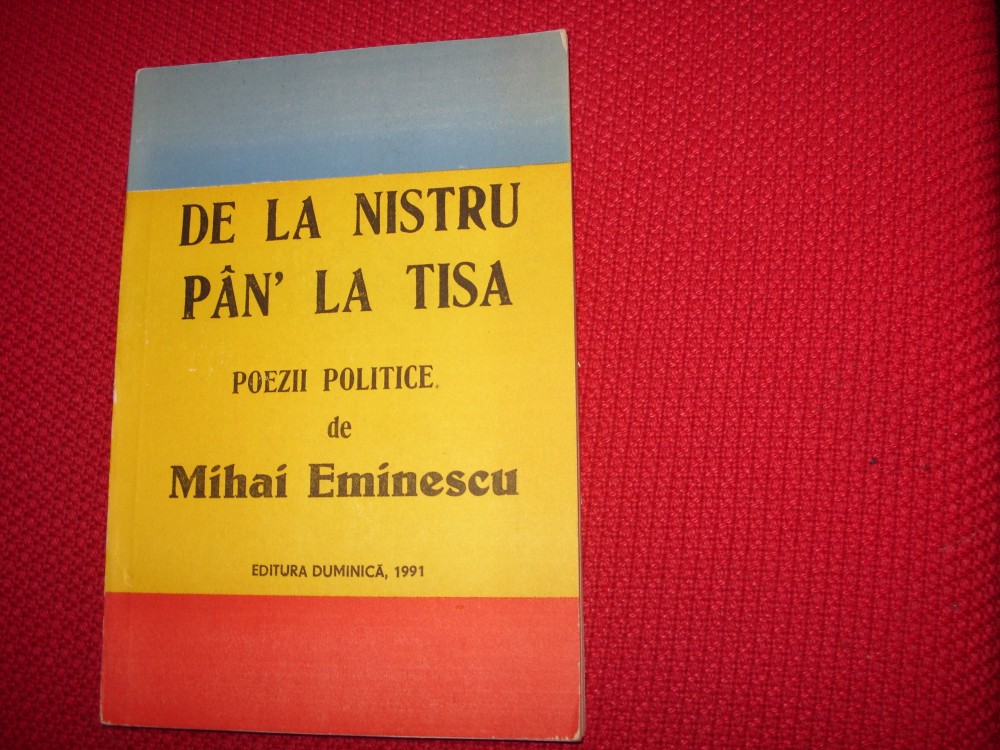 DE LA NISTRU
PÂN' LA TISA
POEZII POLITICE.
de
Mihai Eminescu
EDITURA DUMINICĂ, 1991